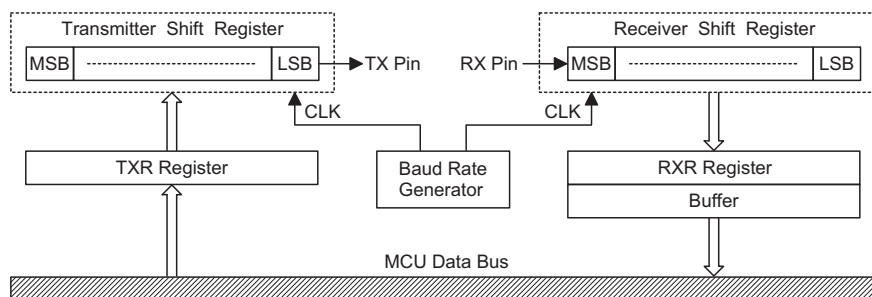 Transmitter Shift Register
MSB
LSB
TX Pin
CLK
TXR Register
Baud Rate
Generator
Receiver Shift Register
RX Pin
MSB
LSB
CLK
RXR Register
Buffer
MCU Data Bus